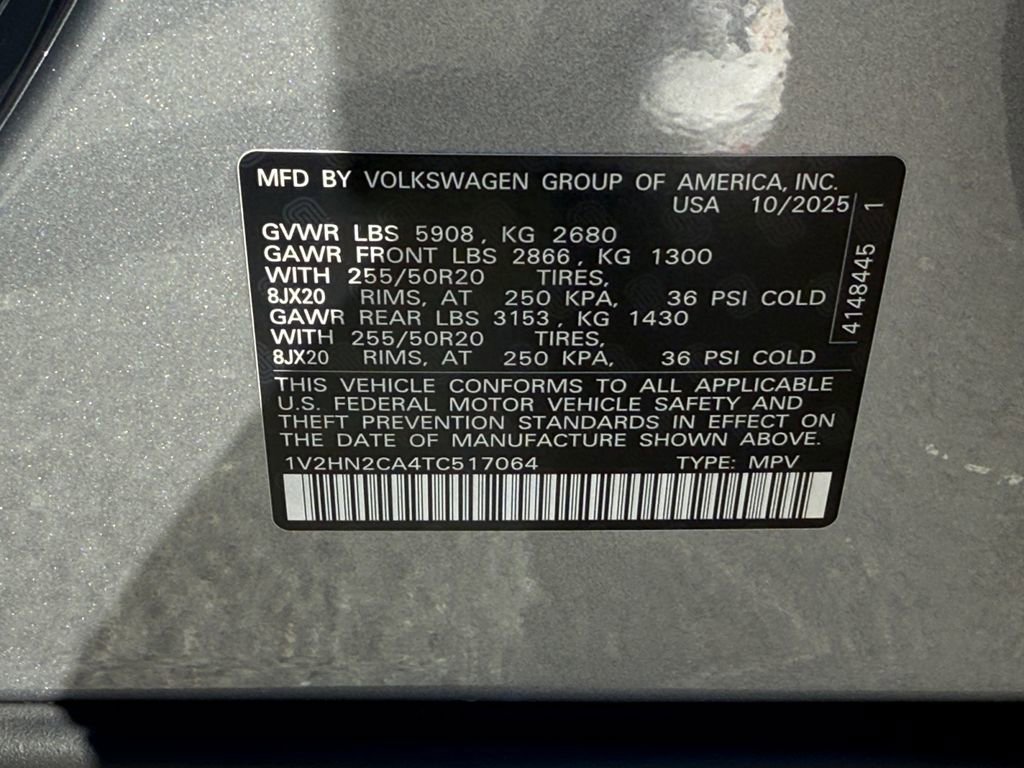 MFD BY VOLKSWAGEN GROUP OF AMERICA, INC.
USA 10/2025
GVWR LBS 5908, KG 2680
GAWR FRONT LBS 2866, KG 1300
WITH 255/50R20 TIRES,
8JX20 RIMS, AT 250 KPA, 36 PSI COLD
GAWR REAR LBS 3153, KG 1430
WITH 255/50R20 TIRES,
8JX20 RIMS, AT 250 KPA, 36 PSI COLD
THIS VEHICLE CONFORMS TO ALL APPLICABLE
U.S. FEDERAL MOTOR VEHICLE SAFETY AND
THEFT PREVENTION STANDARDS IN EFFECT ON
THE DATE OF MANUFACTURE SHOWN ABOVE.
1V2HN2CA4TC517064 TYPE: MPV
4148445 1